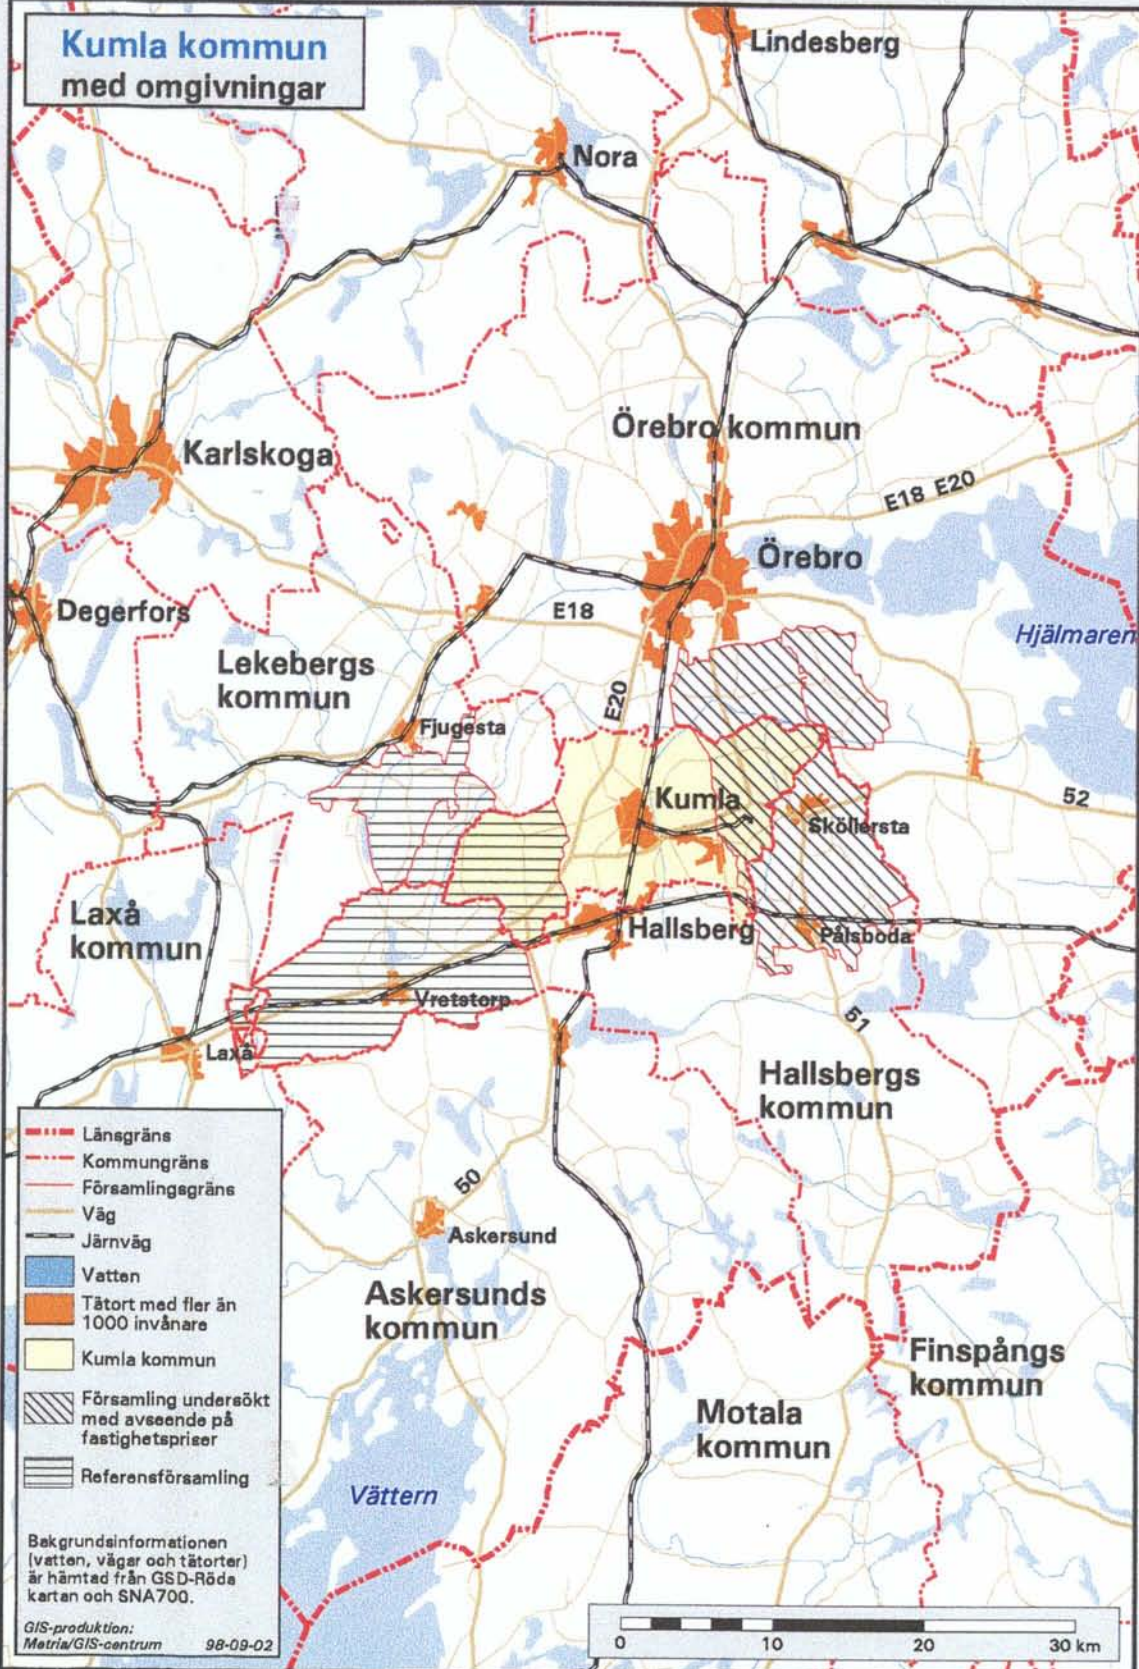 Kumla kommun
med omgivningar
Lindesberg
Nora
Örebro kommun
Karlskoga
E18 E20
Örebro
Degerfors
E18
Hjälmaren
Lekebergs
kommun
E20
Fjugesta
Kumla
52
Sköllersta
Laxå
kommun
Hallsberg
Pålsboda
Vretstorp
51
Laxå
Hallsbergs
kommun
50
Askersund
Askersunds
kommun
Finspångs
kommun
Motala
kommun
Vättern
Länsgräns
Kommungräns
Församlingsgräns
Väg
Järnväg
Vatten
Tätort med fler än
1000 invånare
Kumla kommun
Församling undersökt
med avseende på
fastighetspriser
Referensförsamling
Bakgrundsinformationen
(vatten, vägar och tätorter)
är hämtad från GSD-Röda
kartan och SNA700.
GIS-produktion:
Metria/GIS-centrum 98-09-02
0 10 20 30 km